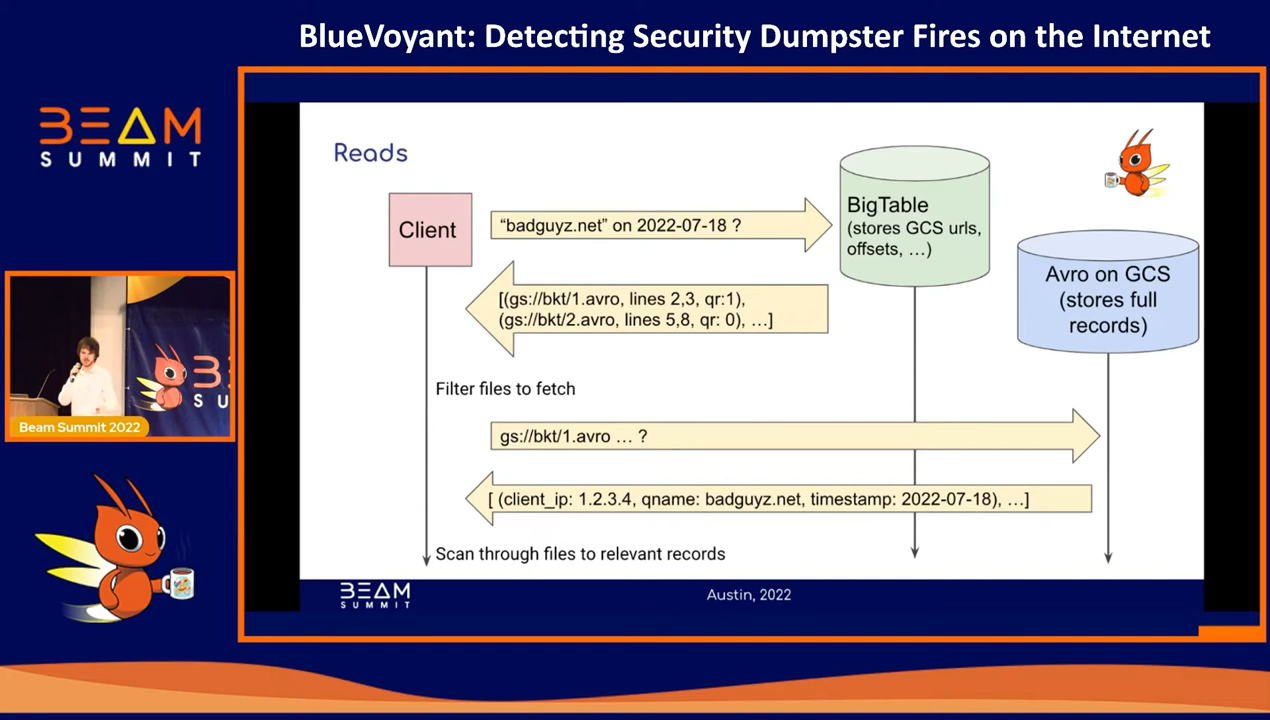 BlueVoyant: Detecting Security Dumpster Fires on the Internet
BEAM
SUMMIT
Reads
Client
"badguyz.net" on 2022-07-18 ?
BigTable
(stores GCS urls,
offsets, …)
Avro on GCS
(stores full
records)
[(gs://bkt/1.avro, lines 2,3, qr:1),
(gs://bkt/2.avro, lines 5,8, qr: 0), …]
Filter files to fetch
gs://bkt/1.avro … ?
[ (client_ip: 1.2.3.4, qname: badguyz.net, timestamp: 2022-07-18), …]
Scan through files to relevant records
BEAM
SUMMIT
Austin, 2022
Beam Summit 2022